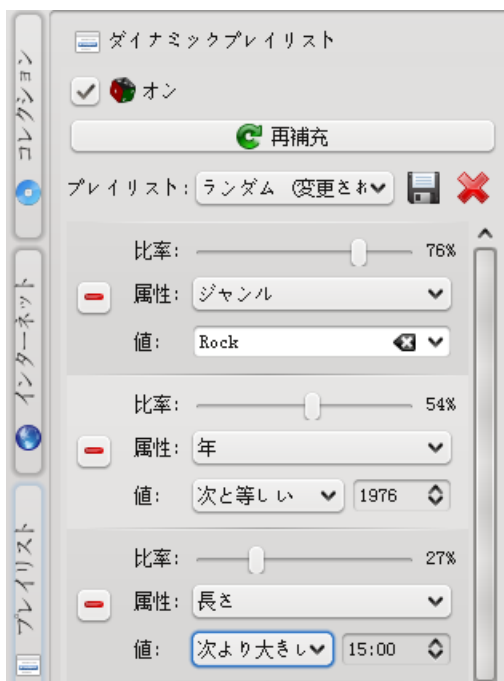 コレクション
インターネット
プレイリスト
ダイナミックプレイリスト
オン
再補充
プレイリスト:
ランダム (変更され
比率:
76%
属性:
ジャンル
値:
Rock
比率:
54%
属性:
年
値:
次と等しい
1976
比率:
27%
属性:
長さ
値:
次より大きい
15:00